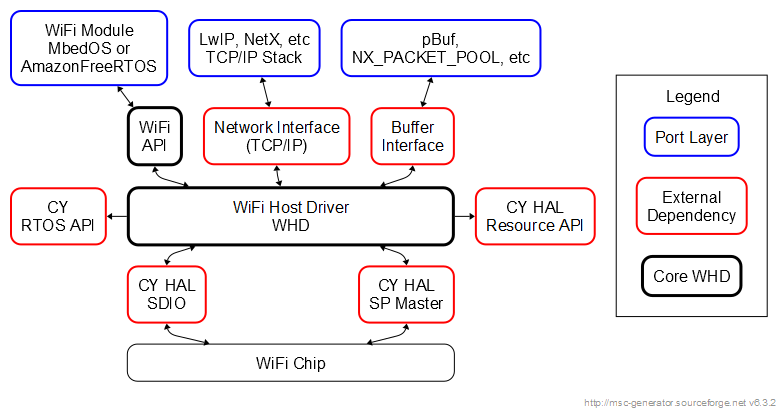 WiFi Module
MbedOS or
AmazonFreeRTOS
LwIP, NetX, etc
TCP/IP Stack
pBuf,
NX_PACKET_POOL, etc
WiFi
API
Network Interface
(TCP/IP)
Buffer
Interface
CY
RTOS API
WiFi Host Driver
WHD
CY HAL
Resource API
CY HAL
SDIO
CY HAL
SP Master
WiFi Chip
Legend
Port Layer
External
Dependency
Core WHD
http://msc-generator.sourceforge.net v6.3.2